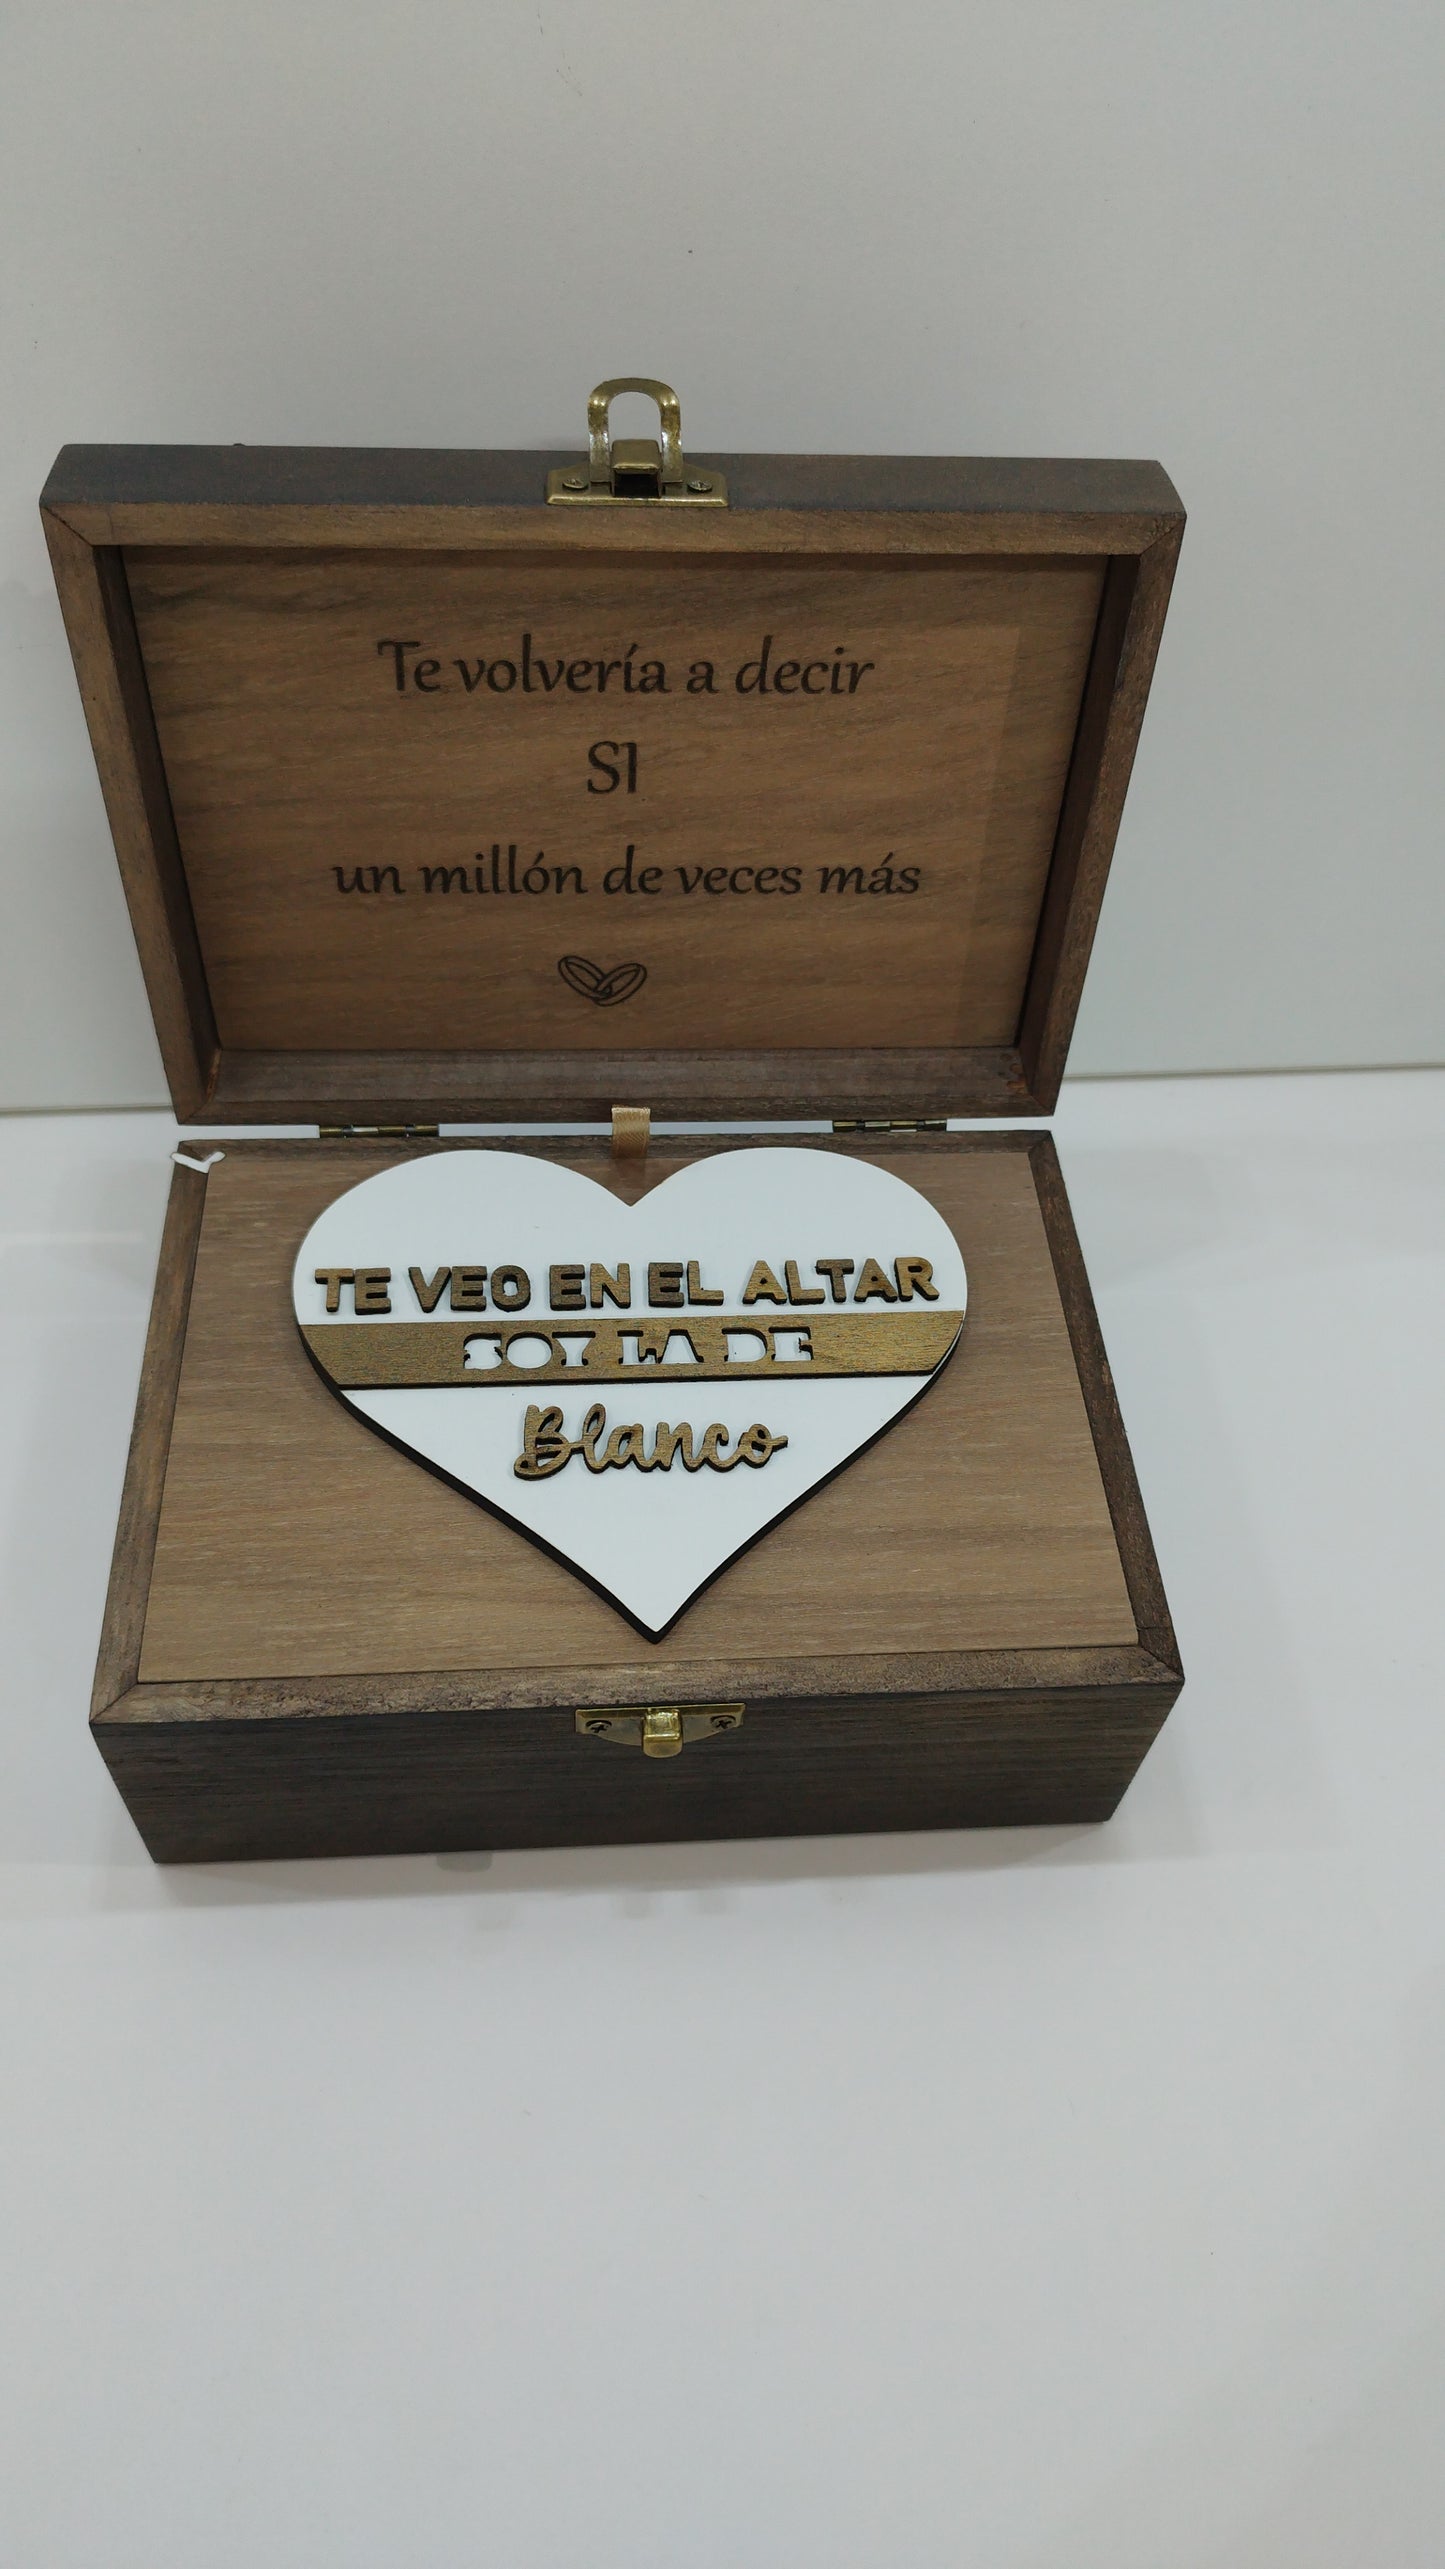 Te volvería a decir
SI
un millón de veces más
TE VEO EN EL ALTAR
SOY LA DE
Blanco